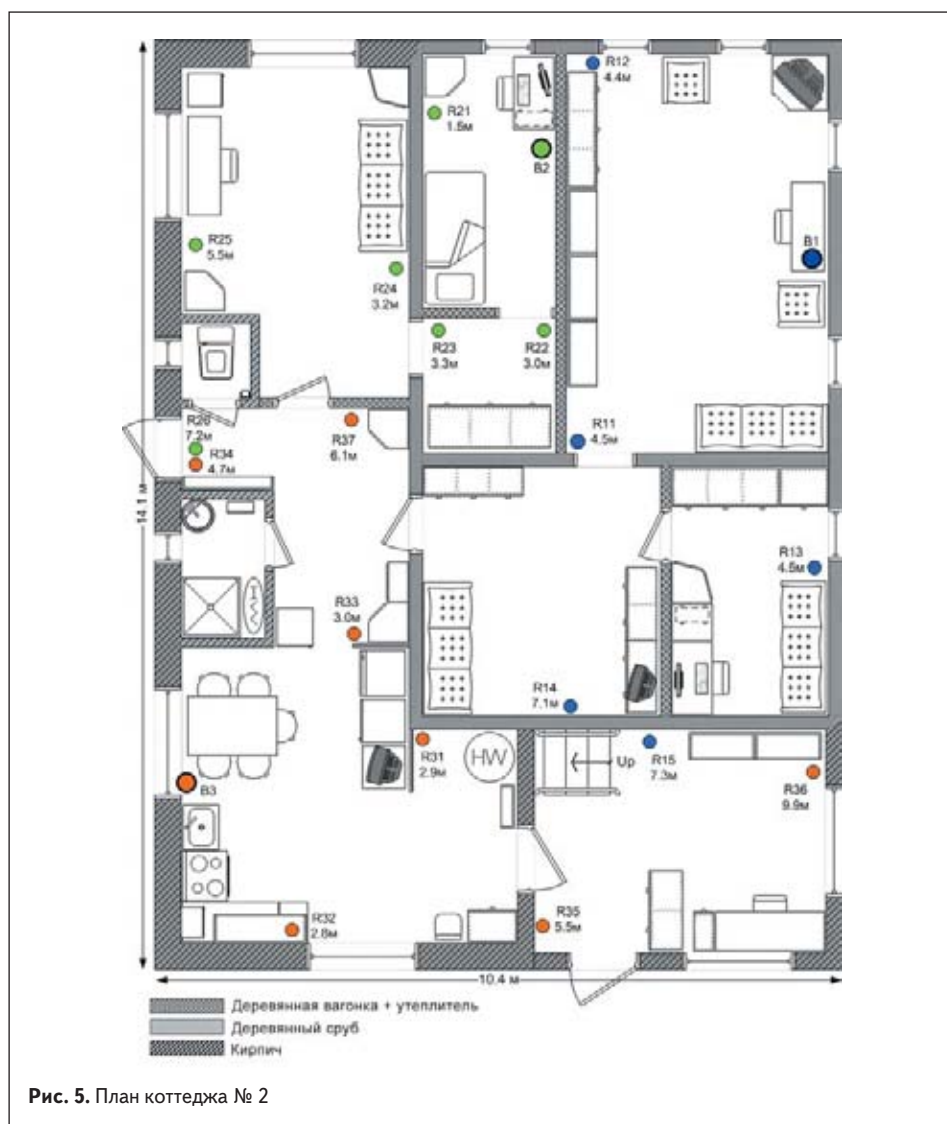 R12
4.4м
R21
1.5м
B2
R25
5.5м
B1
R24
3.2м
R23
3.3м
R22
3.0м
R26
7.2м
R34
4.7м
R37
6.1м
R11
4.5м
14.1 м
R13
4.5м
R33
3.0м
R14
7.1м
R31
2.9м
HW
Up
R15
7.3м
R36
9.9м
B3
R32
2.8м
R35
5.5м
10.4 м
Деревянная вагонка + утеплитель
Деревянный сруб
Кирпич
Рис. 5. План коттеджа № 2